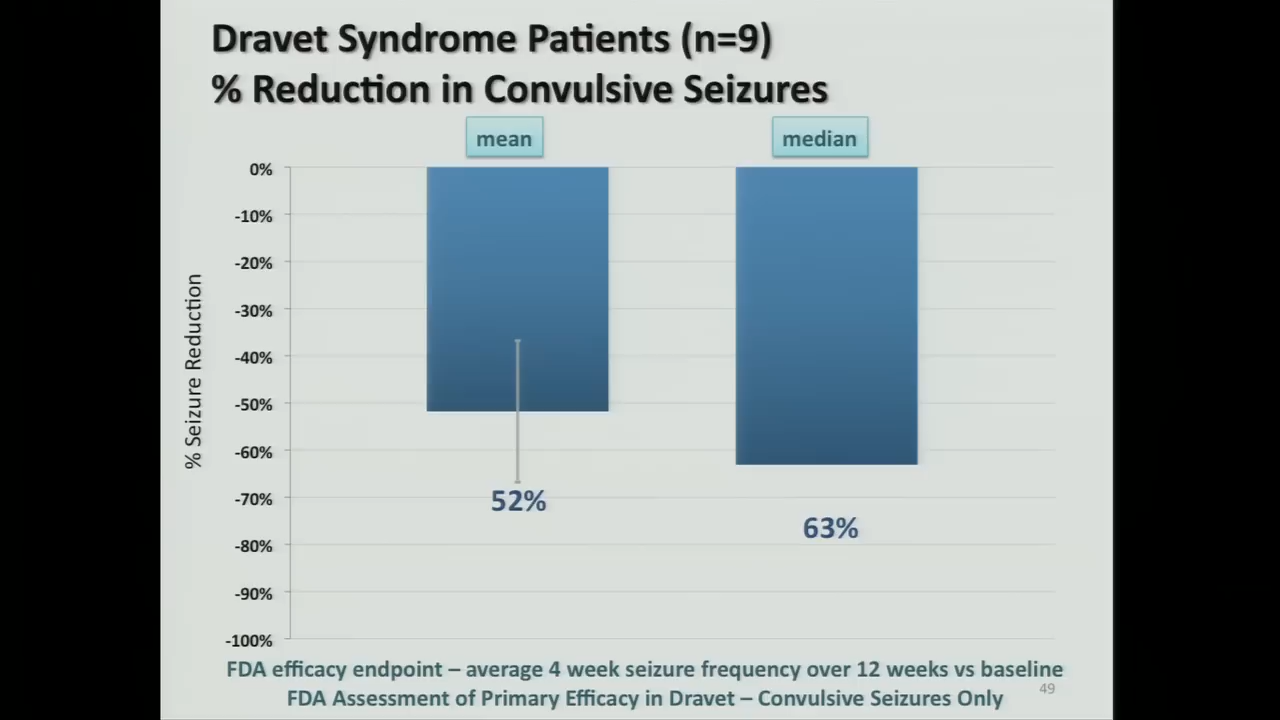 Dravet Syndrome Patients (n=9)
% Reduction in Convulsive Seizures
mean
median
0%
-10%
-20%
-30%
-40%
-50%
-60%
-70%
-80%
-90%
-100%
% Seizure Reduction
52%
63%
FDA efficacy endpoint – average 4 week seizure frequency over 12 weeks vs baseline
FDA Assessment of Primary Efficacy in Dravet – Convulsive Seizures Only
49